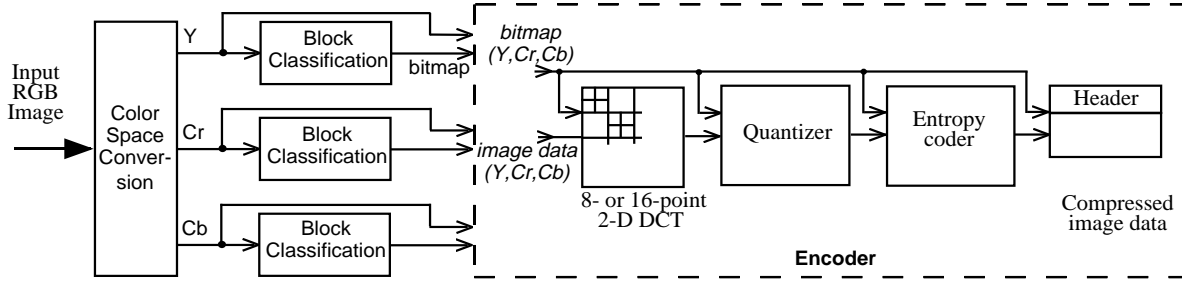 Input
RGB
Image
Color
Space
Conver-
sion
Y
Block
Classification
bitmap
Cr
Block
Classification
Cb
Block
Classification
bitmap
(Y,Cr,Cb)
image data
(Y,Cr,Cb)
8- or 16-point
2-D DCT
Quantizer
Entropy
coder
Header
Compressed
image data
Encoder